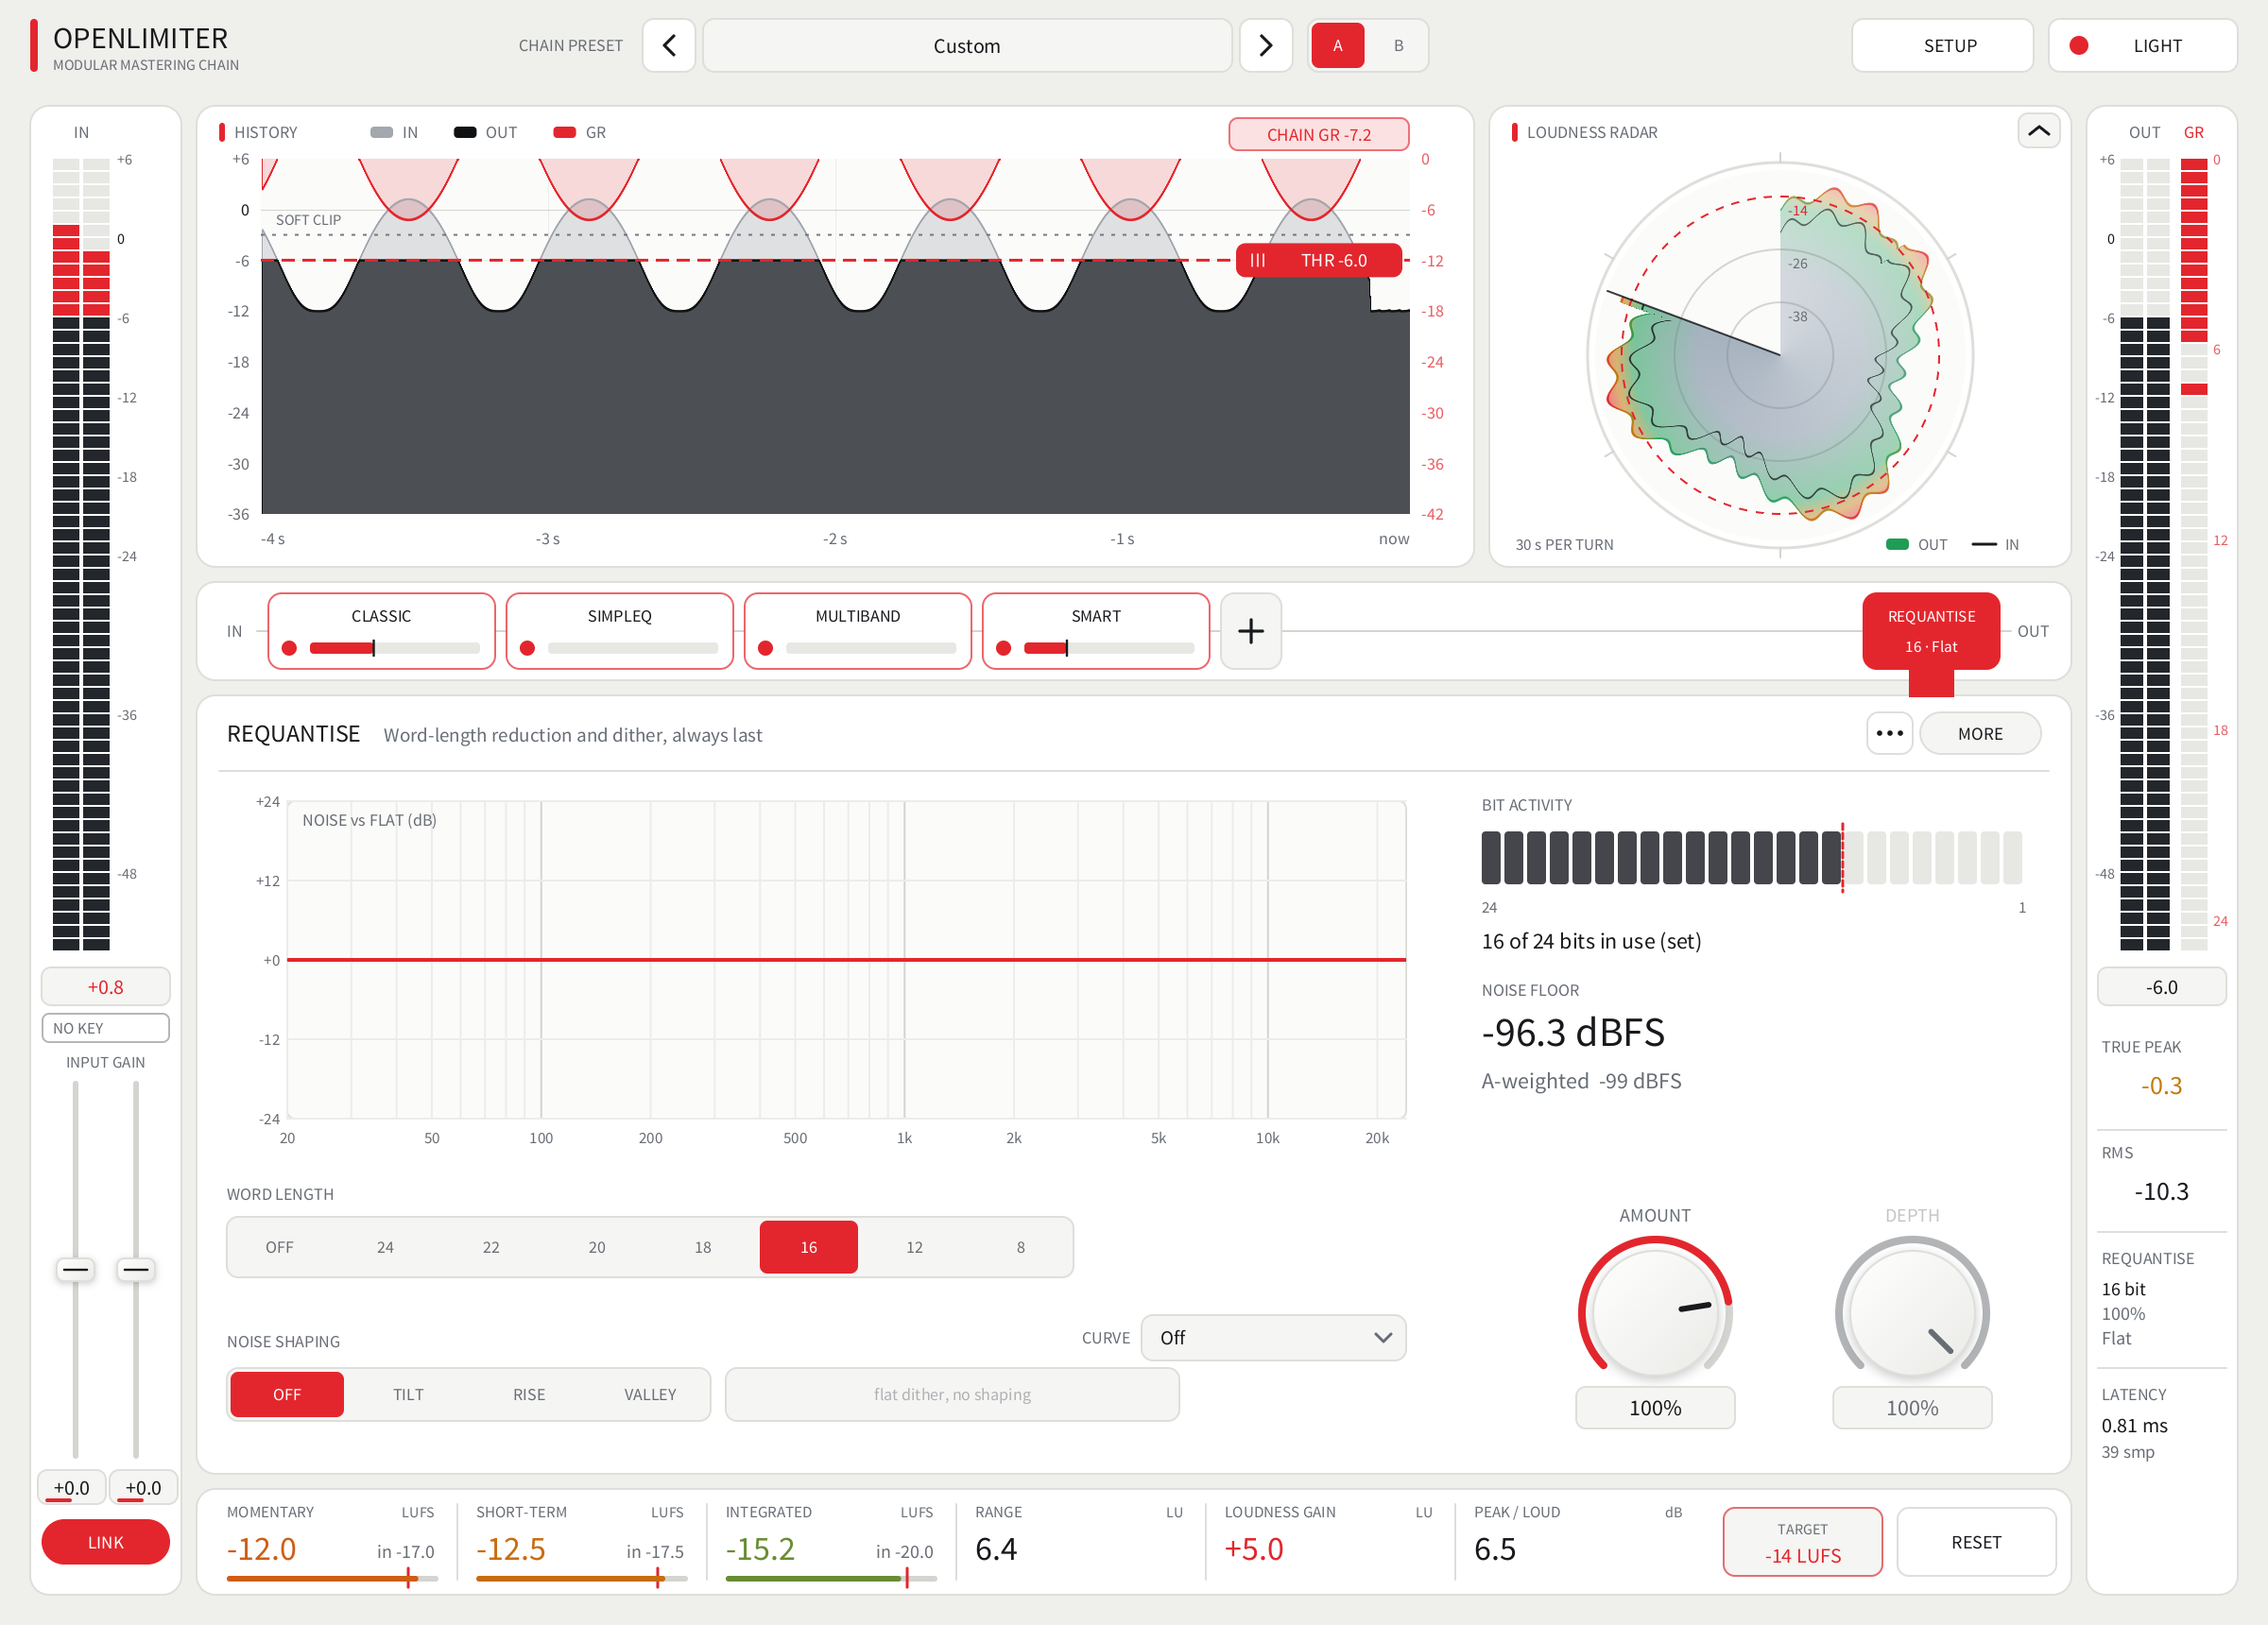 OPENLIMITER
MODULAR MASTERING CHAIN
CHAIN PRESET
Custom
A
B
SETUP
LIGHT
IN
+6
0
-6
-12
-18
-24
-36
-48
+0.8
NO KEY
INPUT GAIN
+0.0
+0.0
LINK
HISTORY
IN
OUT
GR
CHAIN GR -7.2
+6
0
-6
-12
-18
-24
-30
-36
SOFT CLIP
THR -6.0
0
-6
-12
-18
-24
-30
-36
-42
-4 s
-3 s
-2 s
-1 s
now
LOUDNESS RADAR
-14
-26
-38
30 s PER TURN
OUT
IN
IN
CLASSIC
SIMPLEQ
MULTIBAND
SMART
REQUANTISE
16 · Flat
OUT
REQUANTISE
Word-length reduction and dither, always last
MORE
NOISE vs FLAT (dB)
+24
+12
+0
-12
-24
20
50
100
200
500
1k
2k
5k
10k
20k
BIT ACTIVITY
24
1
16 of 24 bits in use (set)
NOISE FLOOR
-96.3 dBFS
A-weighted -99 dBFS
WORD LENGTH
OFF
24
22
20
18
16
12
8
NOISE SHAPING
CURVE
Off
OFF
TILT
RISE
VALLEY
flat dither, no shaping
AMOUNT
100%
DEPTH
100%
MOMENTARY
LUFS
-12.0
in -17.0
SHORT-TERM
LUFS
-12.5
in -17.5
INTEGRATED
LUFS
-15.2
in -20.0
RANGE
LU
6.4
LOUDNESS GAIN
LU
+5.0
PEAK / LOUD
dB
6.5
TARGET
-14 LUFS
RESET
OUT
GR
+6
0
-6
-12
-18
-24
-36
-48
0
6
12
18
24
-6.0
TRUE PEAK
-0.3
RMS
-10.3
REQUANTISE
16 bit
100%
Flat
LATENCY
0.81 ms
39 smp